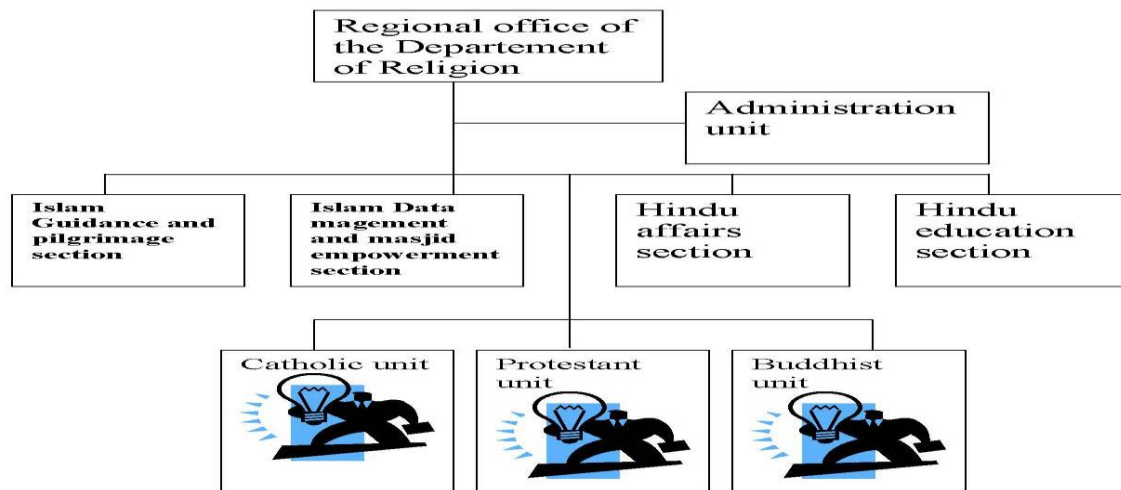 Regional office of
the Departement
of Religion
Administration
unit
Islam
Guidance and
pilgrimage
section
Islam Data
magement
and masjid
empowerment
section
Hindu
affairs
section
Hindu
education
section
Catholic unit
Protestant
unit
Buddhist
unit